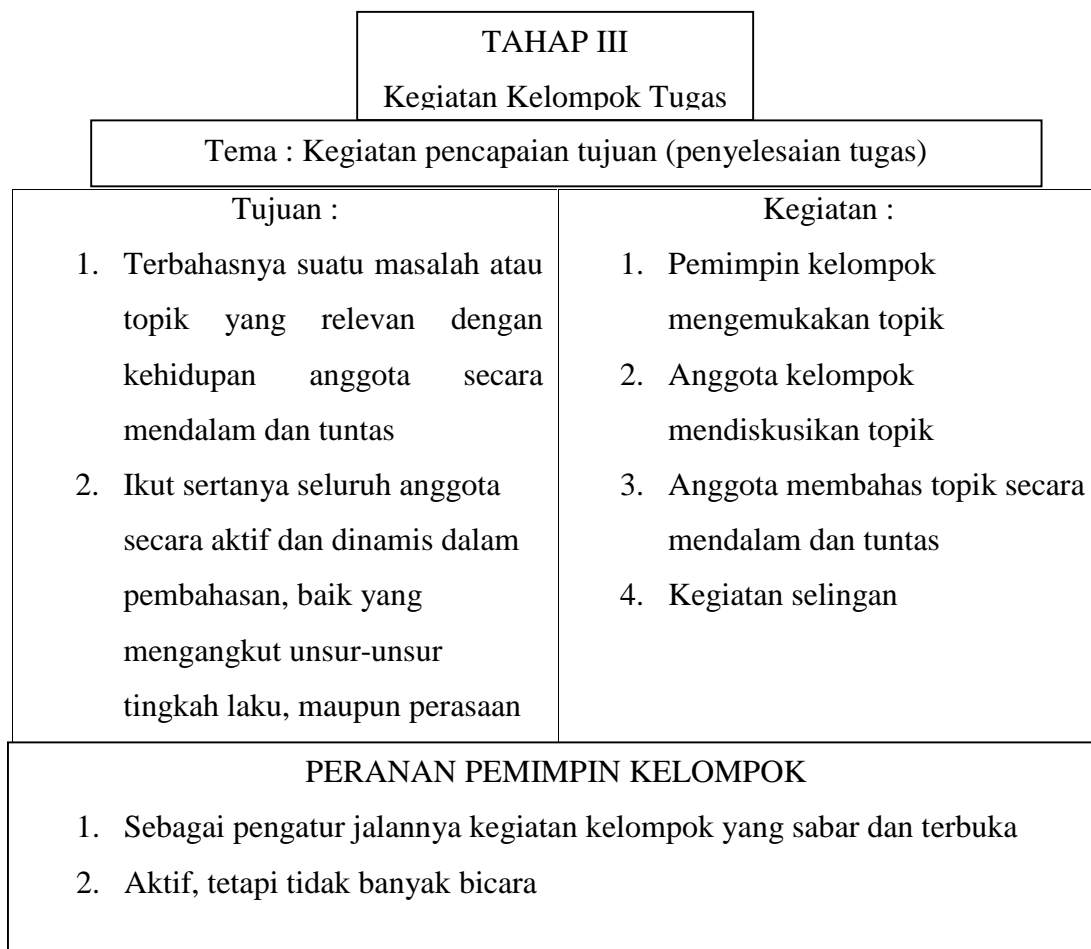 TAHAP III
Kegiatan Kelompok Tugas
Tema : Kegiatan pencapaian tujuan (penyelesaian tugas)
Tujuan :
1. Terbahasnya suatu masalah atau
topik yang relevan dengan
kehidupan anggota secara
mendalam dan tuntas
2. Ikut sertanya seluruh anggota
secara aktif dan dinamis dalam
pembahasan, baik yang
mengangkut unsur-unsur
tingkah laku, maupun perasaan
Kegiatan :
1. Pemimpin kelompok
mengemukakan topik
2. Anggota kelompok
mendiskusikan topik
3. Anggota membahas topik secara
mendalam dan tuntas
4. Kegiatan selingan
PERANAN PEMIMPIN KELOMPOK
1. Sebagai pengatur jalannya kegiatan kelompok yang sabar dan terbuka
2. Aktif, tetapi tidak banyak bicara